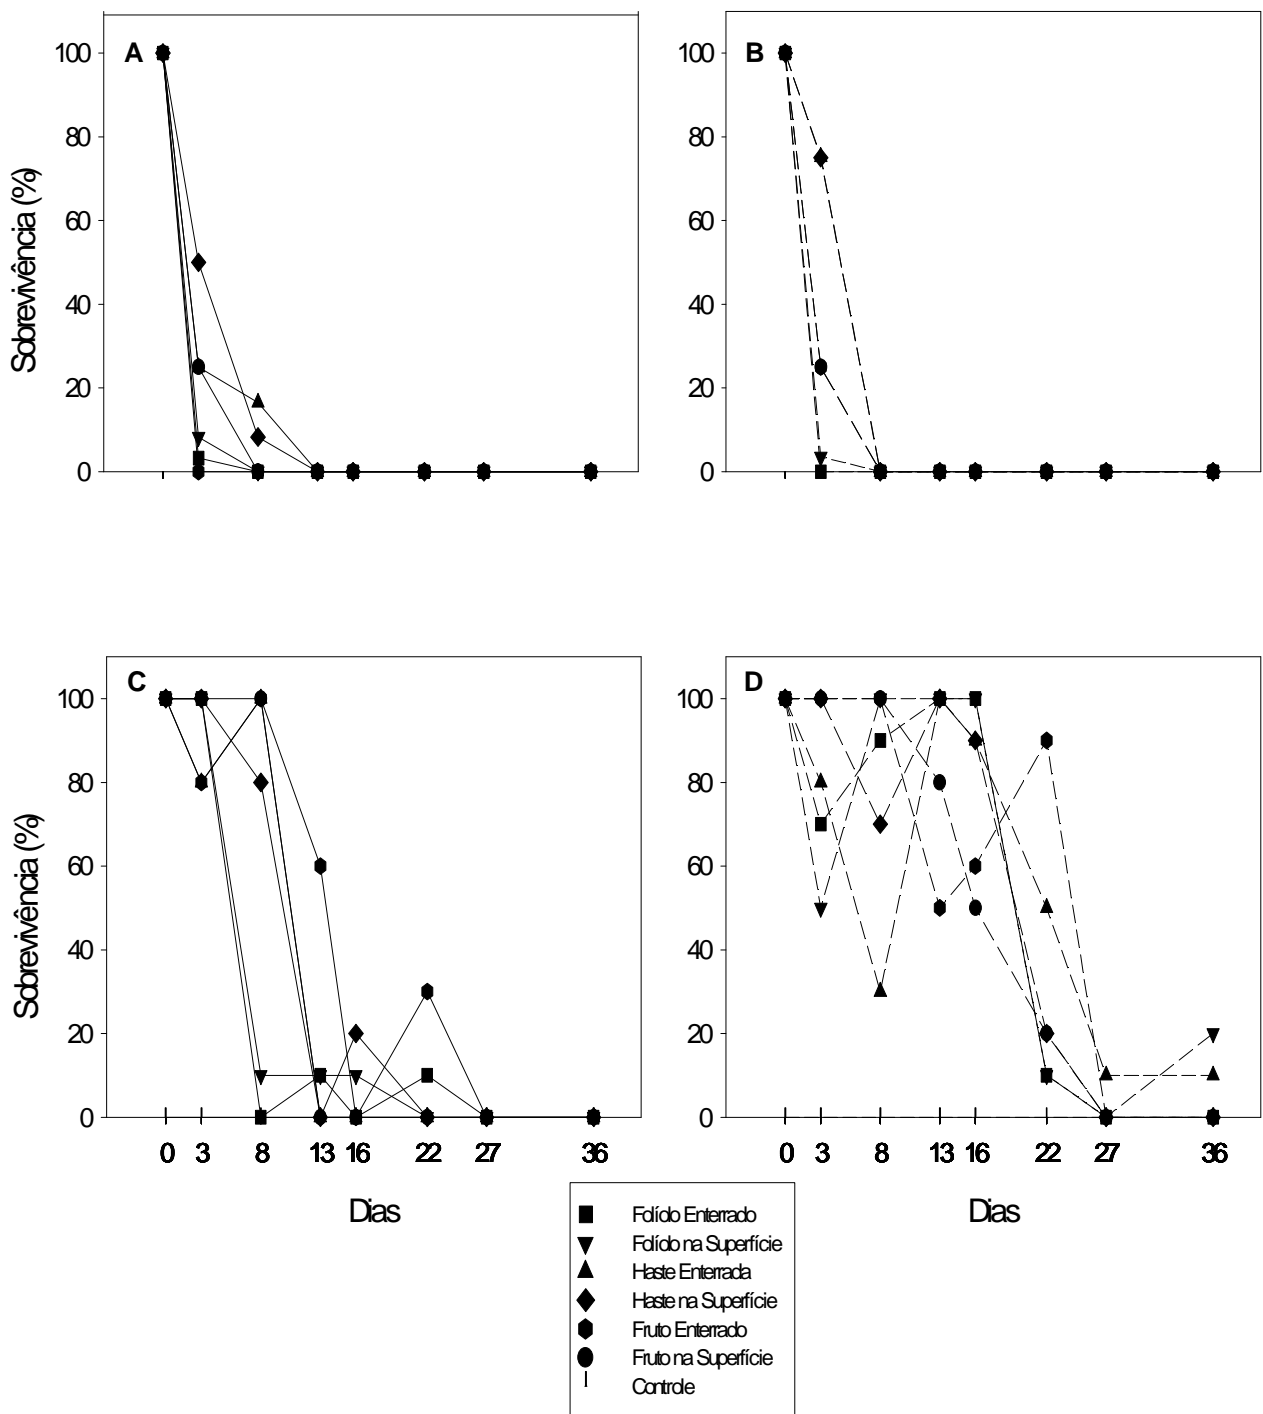 A
B
100
80
60
40
20
0
Sobrevivência (%)
100
80
60
40
20
0
C
D
100
80
60
40
20
0
Sobrevivência (%)
100
80
60
40
20
0
0 3 8 13 16 22 27 36
0 3 8 13 16 22 27 36
Dias
Dias
Folíolo Enterrado
Folíolo na Superfície
Haste Enterrada
Haste na Superfície
Fruto Enterrado
Fruto na Superfície
Controle